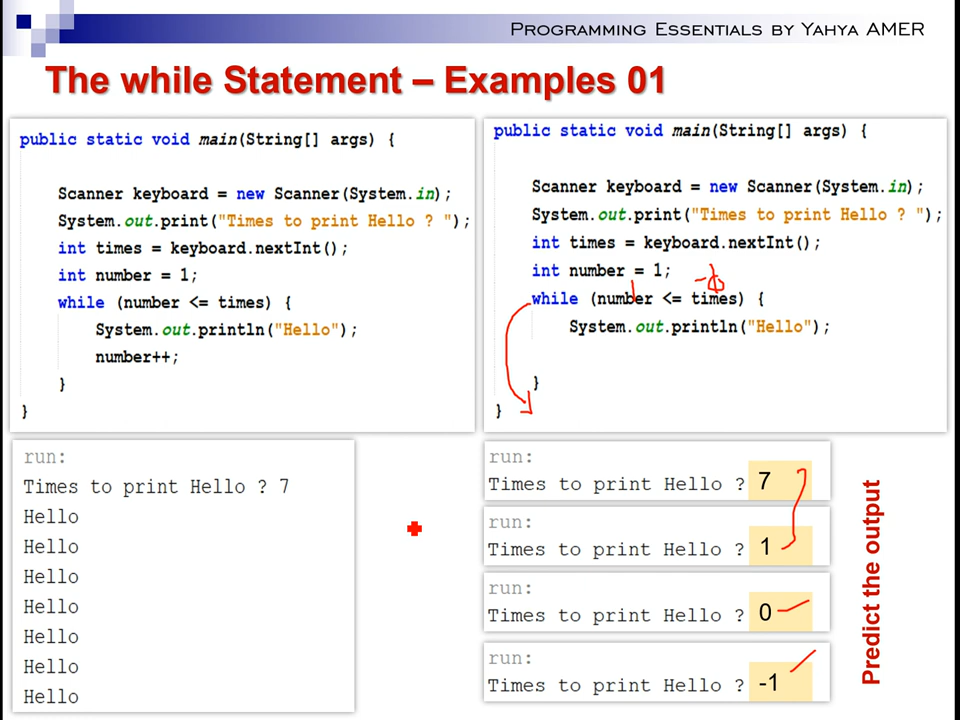 PROGRAMMING ESSENTIALS BY YAHYA AMER
The while Statement – Examples 01
public static void main(String[] args) {
Scanner keyboard = new Scanner(System.in);
System.out.print("Times to print Hello ? ");
int times = keyboard.nextInt();
int number = 1;
while (number <= times) {
System.out.println("Hello");
number++;
}
}
run:
Times to print Hello ? 7
Hello
Hello
Hello
Hello
Hello
Hello
Hello
public static void main(String[] args) {
Scanner keyboard = new Scanner(System.in);
System.out.print("Times to print Hello ? ");
int times = keyboard.nextInt();
int number = 1;
while (number <= times) {
System.out.println("Hello");
}
}
run:
Times to print Hello ? 7
run:
Times to print Hello ? 1
run:
Times to print Hello ? 0
run:
Times to print Hello ? -1
Predict the output